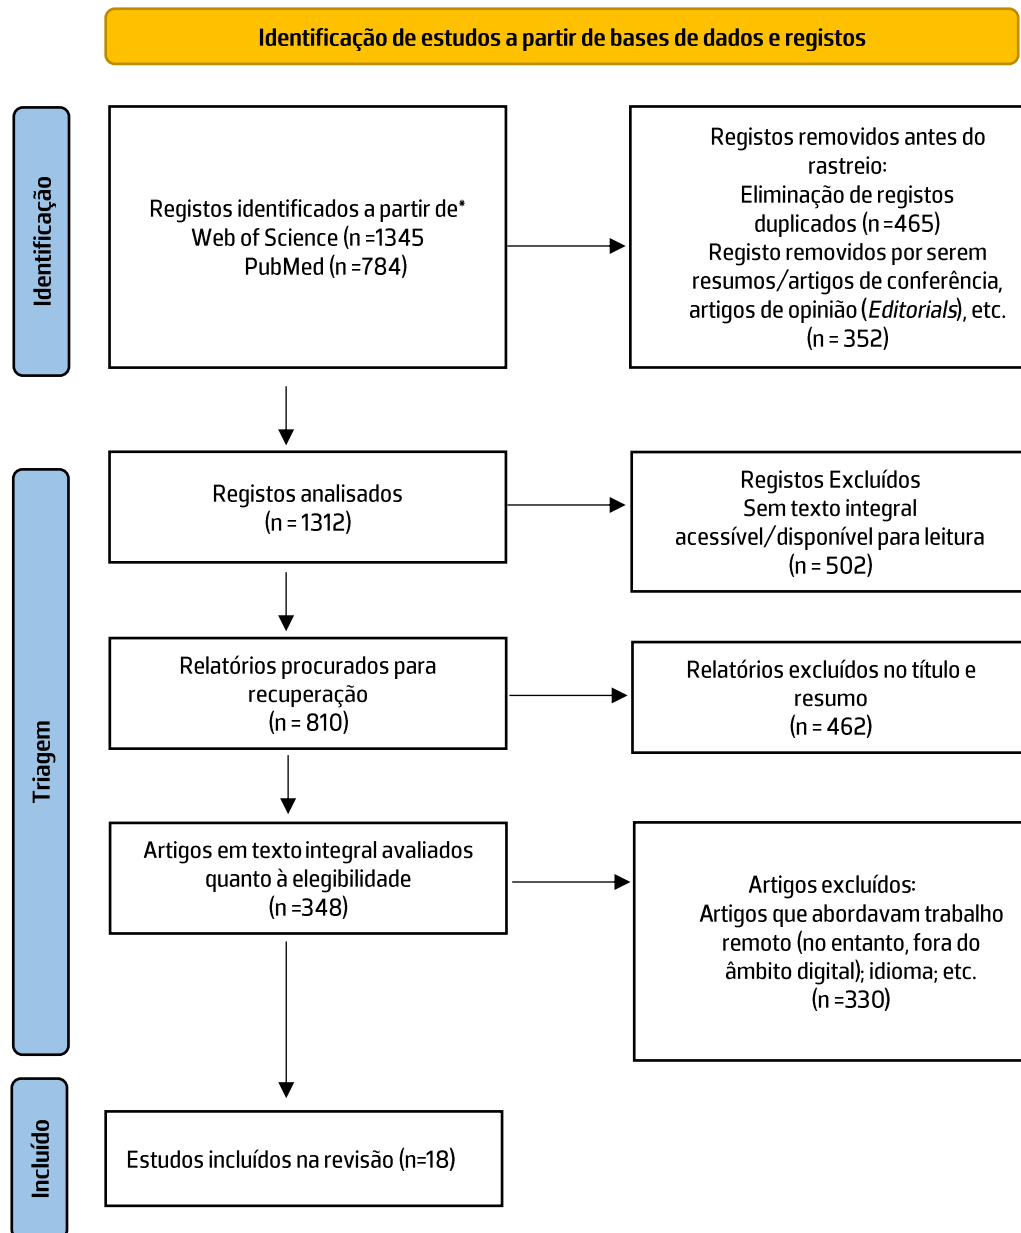 Identificação de estudos a partir de bases de dados e registos
Identificação
Registos identificados a partir de*
Web of Science (n =1345
PubMed (n =784)
Registos removidos antes do
rastreio:
Eliminação de registos
duplicados (n =465)
Registo removidos por serem
resumos/artigos de conferência,
artigos de opinião (Editorials), etc.
(n = 352)
Triagem
Registos analisados
(n = 1312)
Registos Excluídos
Sem texto integral
acessível/disponível para leitura
(n = 502)
Relatórios procurados para
recuperação
(n = 810)
Relatórios excluídos no título e
resumo
(n = 462)
Artigos em texto integral avaliados
quanto à elegibilidade
(n =348)
Artigos excluídos:
Artigos que abordavam trabalho
remoto (no entanto, fora do
âmbito digital); idioma; etc.
(n =330)
Incluído
Estudos incluídos na revisão (n=18)